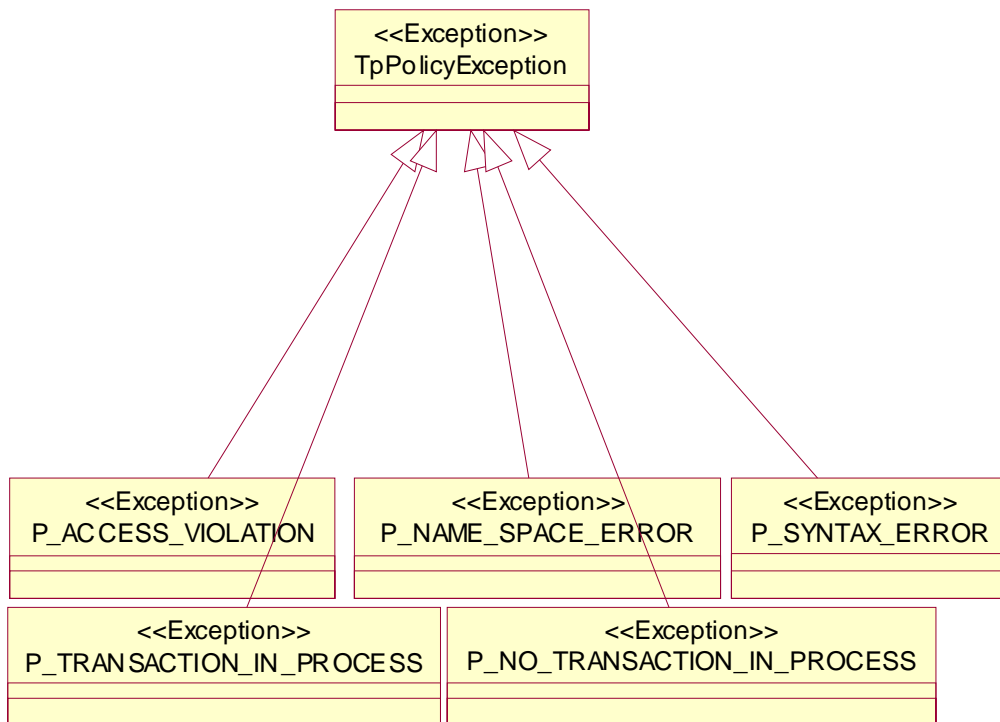 <<Exception>>
TpPolicyException
<<Exception>>
P_ACCESS_VIOLATION
<<Exception>>
P_NAME_SPACE_ERROR
<<Exception>>
P_SYNTAX_ERROR
<<Exception>>
P_TRANSACTION_IN_PROCESS
<<Exception>>
P_NO_TRANSACTION_IN_PROCESS